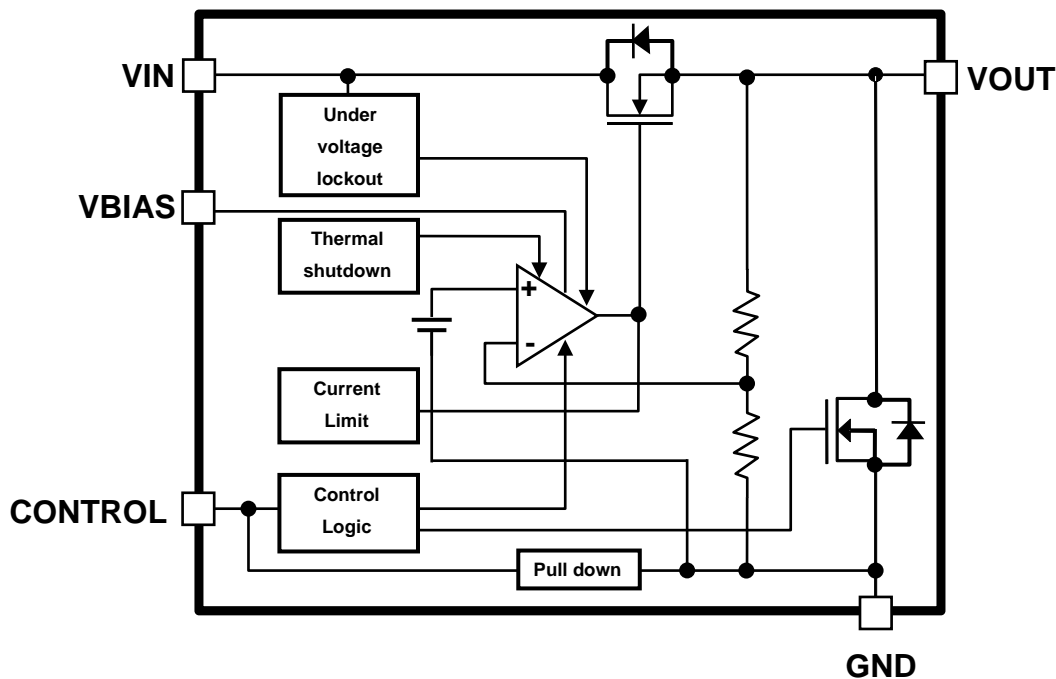 VIN
VOUT
Under
voltage
lockout
VBIAS
Thermal
shutdown
+
-
Current
Limit
CONTROL
Control
Logic
Pull down
GND